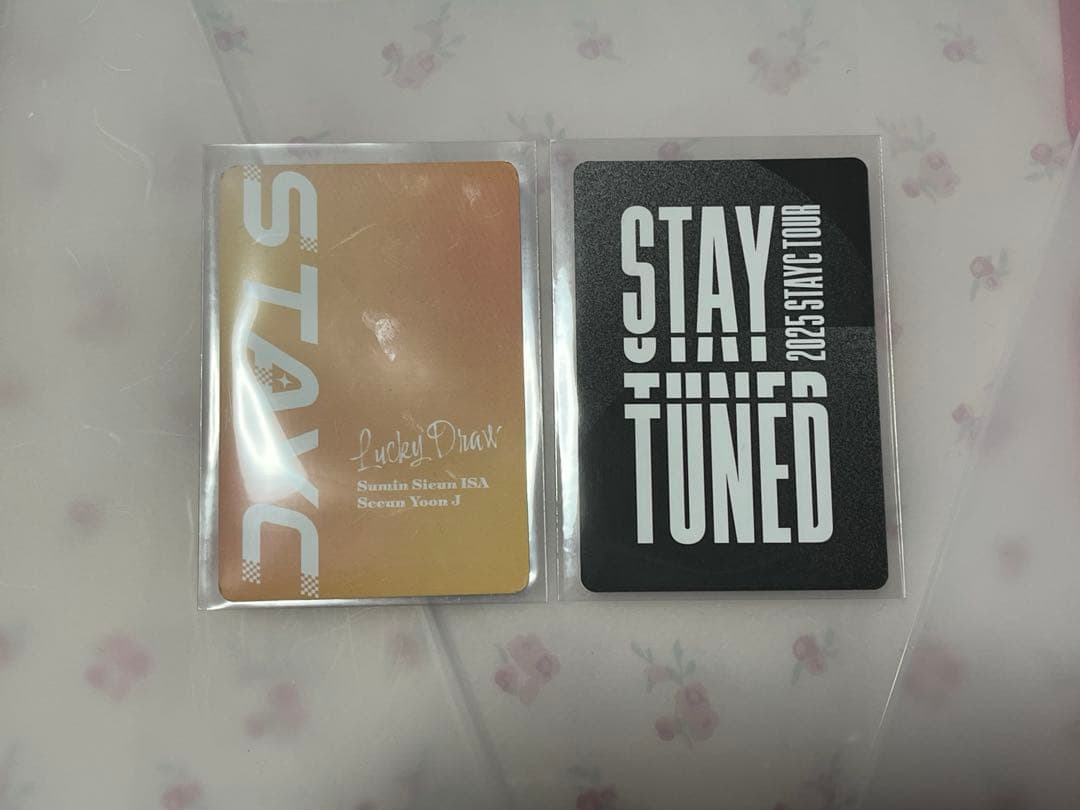 STAYC
Lucky Draw
Sumin Sieun ISA
Seeun Yoon J
STAY
TUNED
2025 STAYC TOUR